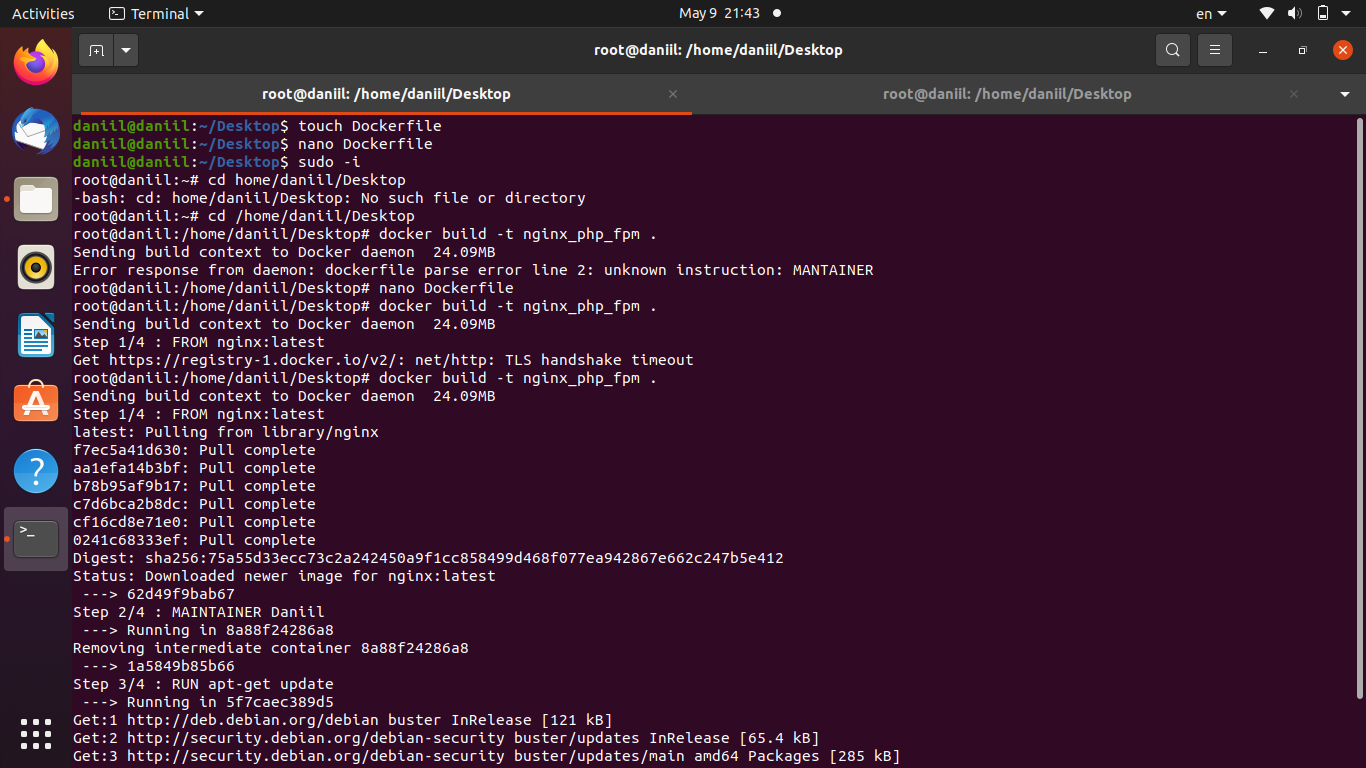 Activities Terminal May 9 21:43 en
root@daniil: /home/daniil/Desktop
root@daniil: /home/daniil/Desktop root@daniil: /home/daniil/Desktop
daniil@daniil:~/Desktop$ touch Dockerfile
daniil@daniil:~/Desktop$ nano Dockerfile
daniil@daniil:~/Desktop$ sudo -i
root@daniil:~# cd home/daniil/Desktop
-bash: cd: home/daniil/Desktop: No such file or directory
root@daniil:~# cd /home/daniil/Desktop
root@daniil:/home/daniil/Desktop# docker build -t nginx_php_fpm .
Sending build context to Docker daemon  24.09MB
Error response from daemon: dockerfile parse error line 2: unknown instruction: MANTAINER
root@daniil:/home/daniil/Desktop# nano Dockerfile
root@daniil:/home/daniil/Desktop# docker build -t nginx_php_fpm .
Sending build context to Docker daemon  24.09MB
Step 1/4 : FROM nginx:latest
Get https://registry-1.docker.io/v2/: net/http: TLS handshake timeout
root@daniil:/home/daniil/Desktop# docker build -t nginx_php_fpm .
Sending build context to Docker daemon  24.09MB
Step 1/4 : FROM nginx:latest
latest: Pulling from library/nginx
f7ec5a41d630: Pull complete
aa1efa14b3bf: Pull complete
b78b95af9b17: Pull complete
c7d6bca2b8dc: Pull complete
cf16cd8e71e0: Pull complete
0241c68333ef: Pull complete
Digest: sha256:75a55d33ecc73c2a242450a9f1cc858499d468f077ea942867e662c247b5e412
Status: Downloaded newer image for nginx:latest
 ---> 62d49f9bab67
Step 2/4 : MAINTAINER Daniil
 ---> Running in 8a88f24286a8
Removing intermediate container 8a88f24286a8
 ---> 1a5849b85b66
Step 3/4 : RUN apt-get update
 ---> Running in 5f7caec389d5
Get:1 http://deb.debian.org/debian buster InRelease [121 kB]
Get:2 http://security.debian.org/debian-security buster/updates InRelease [65.4 kB]
Get:3 http://security.debian.org/debian-security buster/updates/main amd64 Packages [285 kB]